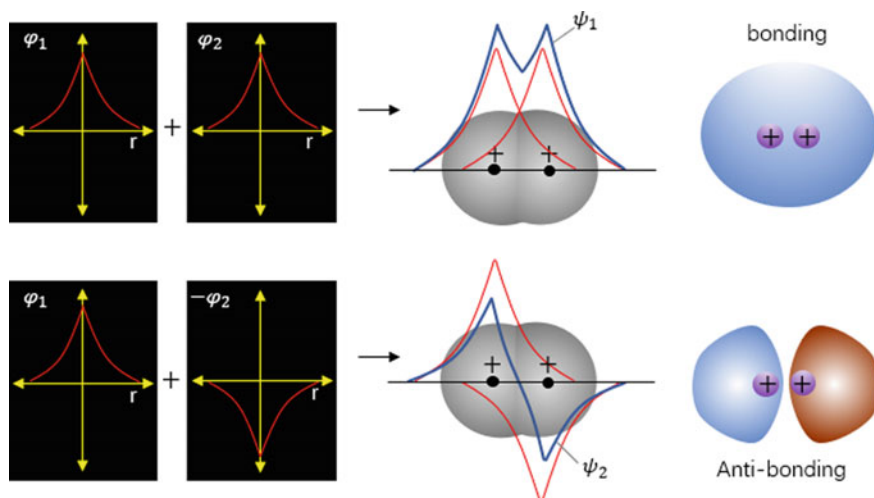 φ₁ + φ₂ → ψ₁ bonding
r r + +
+ +
φ₁ + −φ₂ → ψ₂
r r + +
+ +
Anti-bonding